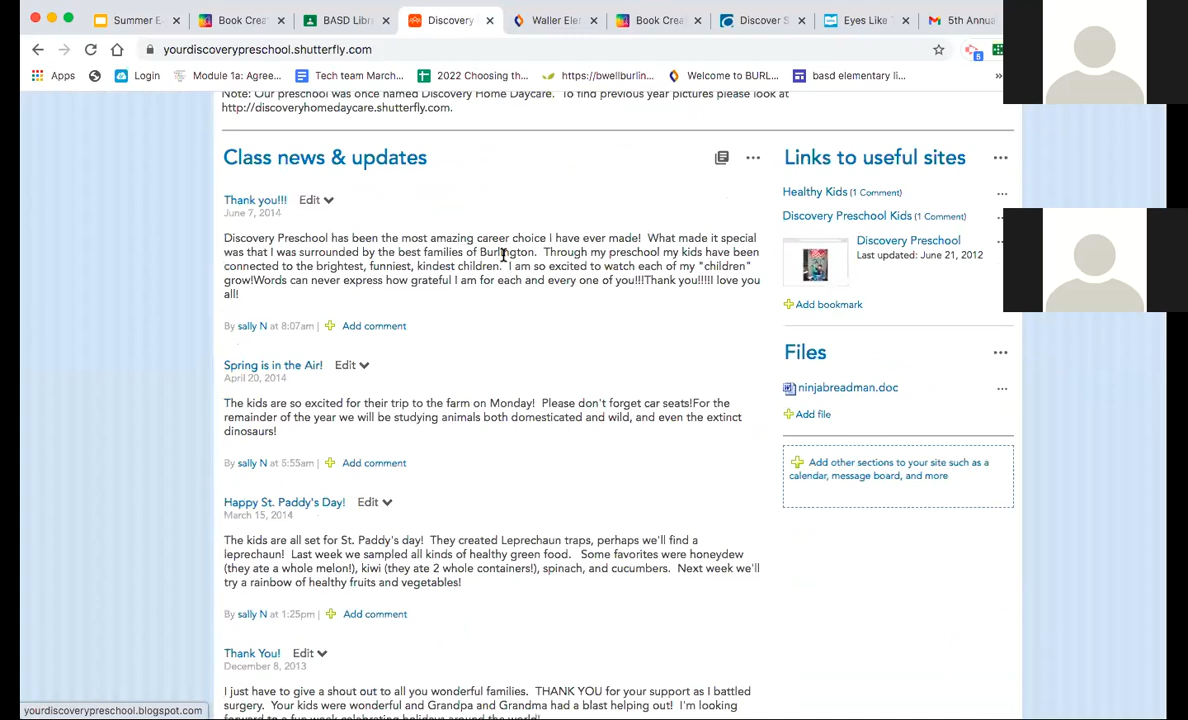 Summer E
Book Crea
BASD Libr
Discovery
Waller Ele
Book Crea
Discover S
Eyes Like
5th Annua
yourdiscoverypreschool.shutterfly.com
5
Apps
Login
Module 1a: Agree...
Tech team March...
2022 Choosing th...
https://bwellburlin...
Welcome to BURL...
basd elementary li...
»
Note: Our preschool was once named Discovery Home Daycare. To find previous year pictures please look at
http://discoveryhomedaycare.shutterfly.com.
Class news & updates
Thank you!!! Edit
June 7, 2014
Discovery Preschool has been the most amazing career choice I have ever made! What made it special
was that I was surrounded by the best families of Burlington. Through my preschool my kids have been
connected to the brightest, funniest, kindest children. I am so excited to watch each of my "children"
grow!Words can never express how grateful I am for each and every one of you!!!Thank you!!!!I love you
all!
By sally N at 8:07am | Add comment
Spring is in the Air! Edit
April 20, 2014
The kids are so excited for their trip to the farm on Monday! Please don't forget car seats!For the
remainder of the year we will be studying animals both domesticated and wild, and even the extinct
dinosaurs!
By sally N at 5:55am | Add comment
Happy St. Paddy's Day! Edit
March 15, 2014
The kids are all set for St. Paddy's day! They created Leprechaun traps, perhaps we'll find a
leprechaun! Last week we sampled all kinds of healthy green food. Some favorites were honeydew
(they ate a whole melon!), kiwi (they ate 2 whole containers!), spinach, and cucumbers. Next week we'll
try a rainbow of healthy fruits and vegetables!
By sally N at 1:25pm | Add comment
Thank You! Edit
December 8, 2013
I just have to give a shout out to all you wonderful families. THANK YOU for your support as I battled
surgery. Your kids were wonderful and Grandpa and Grandma had a blast helping out! I'm looking
forward to a fun week celebrating holidays around the world!
Links to useful sites
Healthy Kids (1 Comment)
Discovery Preschool Kids (1 Comment)
Discovery Preschool
Last updated: June 21, 2012
Add bookmark
Files
ninjabreadman.doc
Add file
Add other sections to your site such as a
calendar, message board, and more
yourdiscoverypreschool.blogspot.com